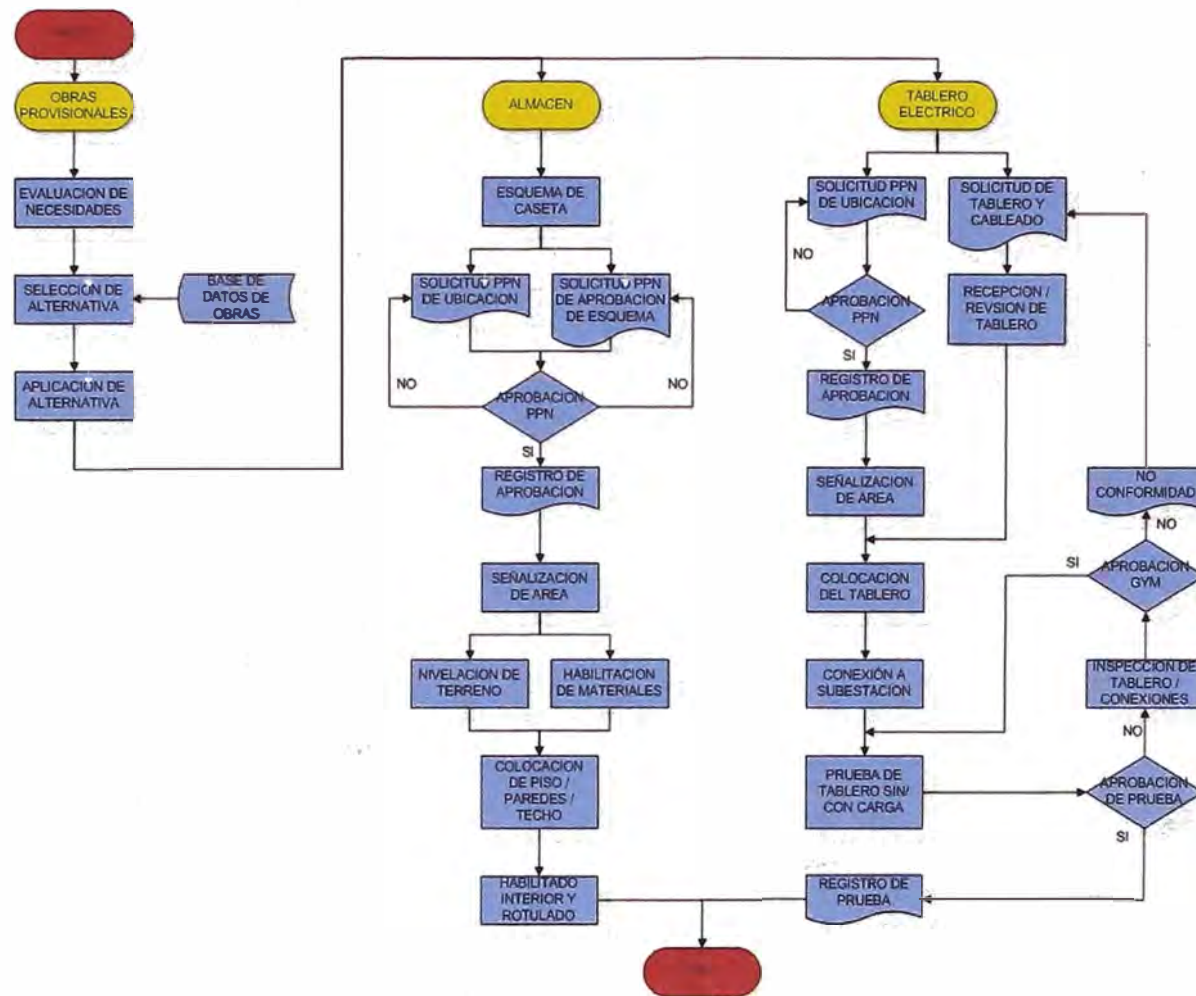 OBRAS
PROVISIONALES
EVALUACION DE
NECESIDADES
SELECCIÓN DE
ALTERNATIVA
BASE DE
DATOS DE
OBRAS
APLICACIÓN DE
ALTERNATIVA
ALMACEN
ESQUEMA DE
CASETA
SOLICITUD PPN
DE UBICACION
SOLICITUD PPN
DE APROBACION
DE ESQUEMA
NO
NO
APROBACION
PPN
SI
REGISTRO DE
APROBACION
SEÑALIZACION
DE AREA
NIVELACION DE
TERRENO
HABILITACION
DE MATERIALES
COLOCACION
DE PISO /
PAREDES /
TECHO
HABILITADO
INTERIOR Y
ROTULADO
TABLERO
ELECTRICO
SOLICITUD PPN
DE UBICACION
SOLICITUD DE
TABLERO Y
CABLEADO
NO
APROBACION
PPN
RECEPCION /
REVSION DE
TABLERO
SI
REGISTRO DE
APROBACION
SEÑALIZACION
DE AREA
COLOCACION
DEL TABLERO
CONEXIÓN A
SUBESTACION
PRUEBA DE
TABLERO SIN/
CON CARGA
NO
CONFORMIDAD
NO
SI
APROBACION
GYM
INSPECCION DE
TABLERO /
CONEXIONES
NO
APROBACION
DE PRUEBA
SI
REGISTRO DE
PRUEBA